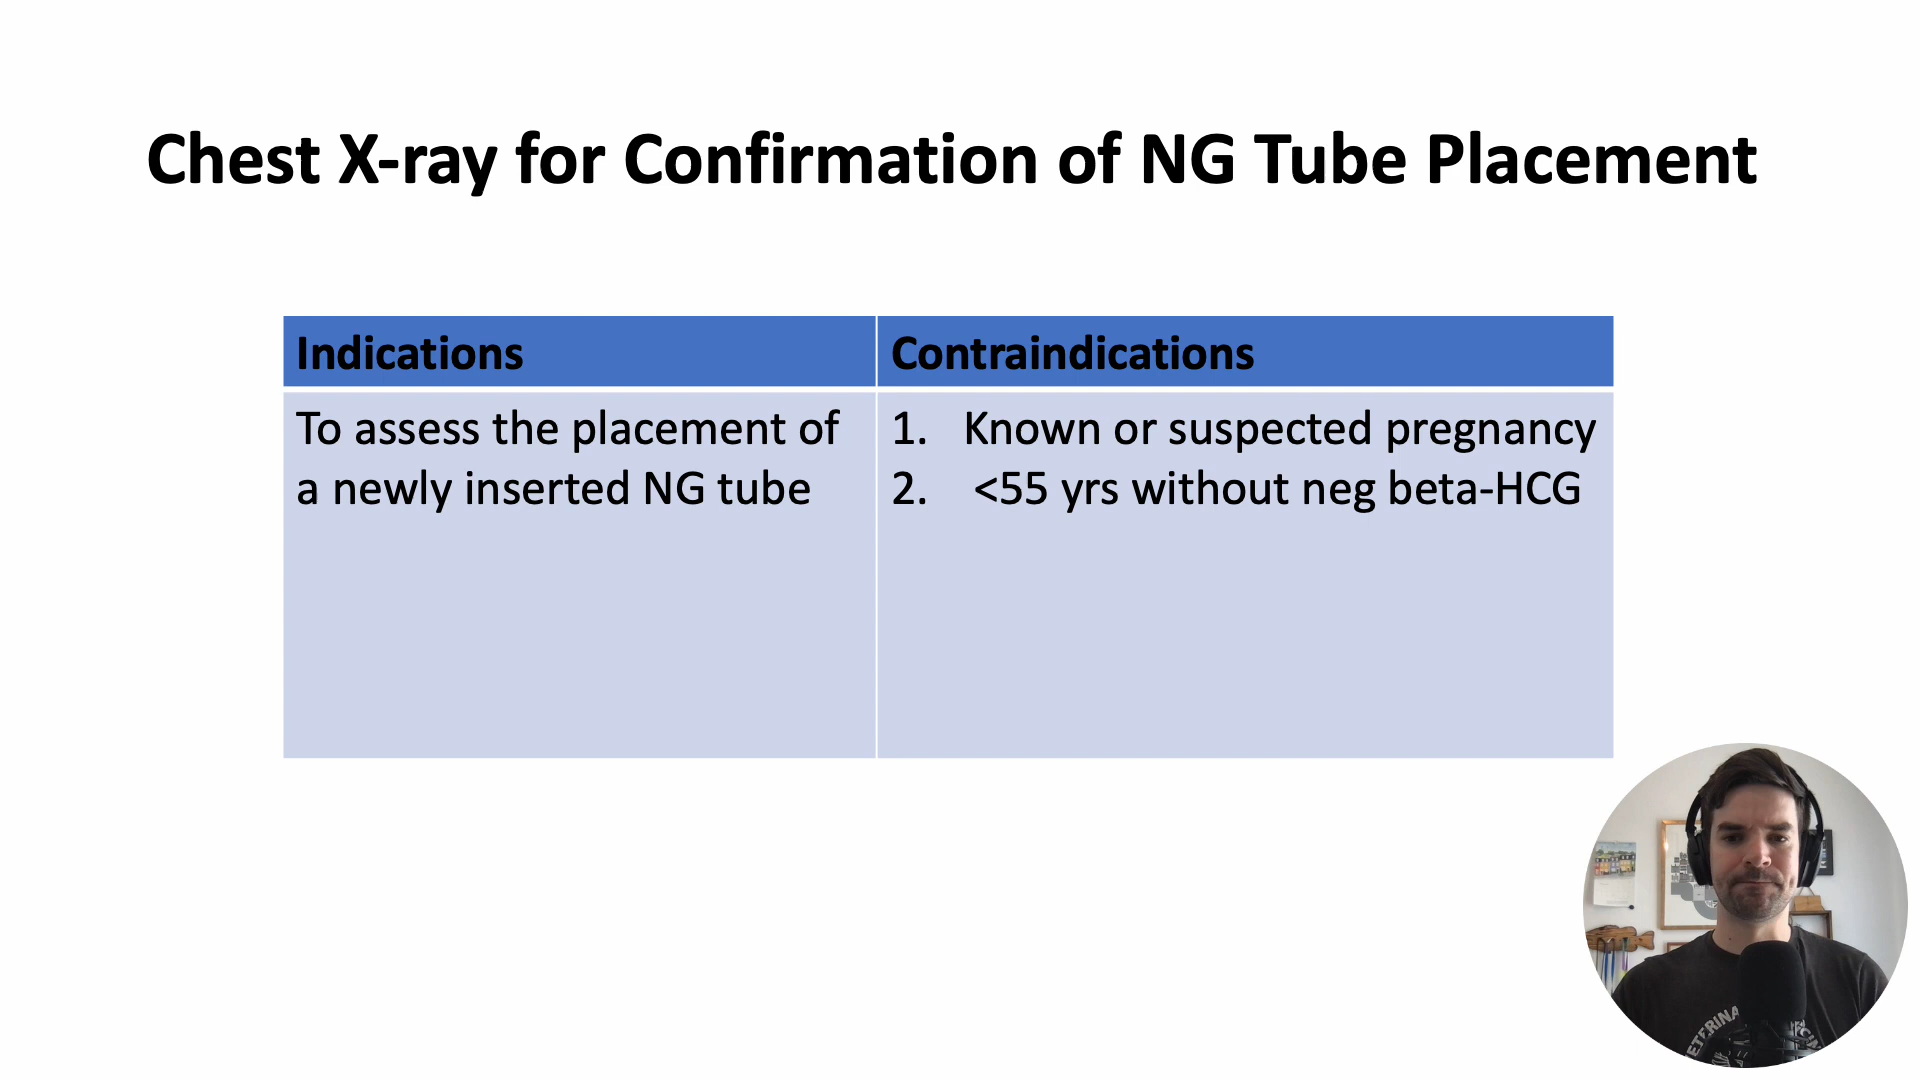 Chest X-ray for Confirmation of NG Tube Placement
Indications
Contraindications
To assess the placement of
a newly inserted NG tube
1. Known or suspected pregnancy
2. <55 yrs without neg beta-HCG